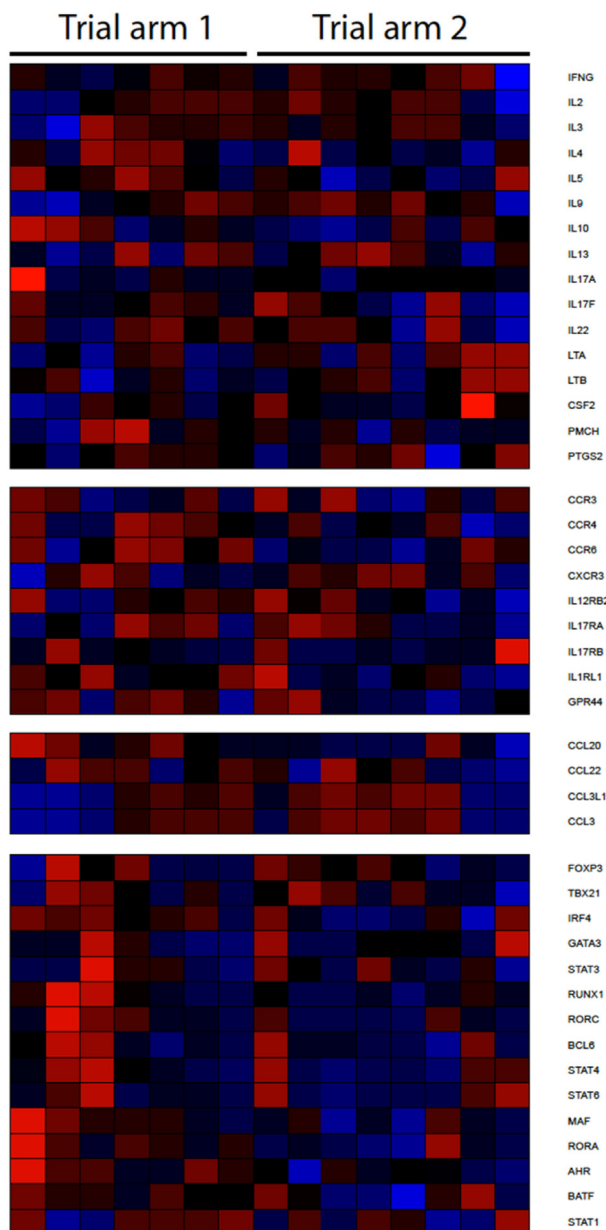 Trial arm 1 Trial arm 2
IFNG
IL2
IL3
IL4
IL5
IL9
IL10
IL13
IL17A
IL17F
IL22
LTA
LTB
CSF2
PMCH
PTGS2
CCR3
CCR4
CCR6
CXCR3
IL12RB2
IL17RA
IL17RB
IL1RL1
GPR44
CCL20
CCL22
CCL3L1
CCL3
FOXP3
TBX21
IRF4
GATA3
STAT3
RUNX1
RORC
BCL6
STAT4
STAT6
MAF
RORA
AHR
BATF
STAT1